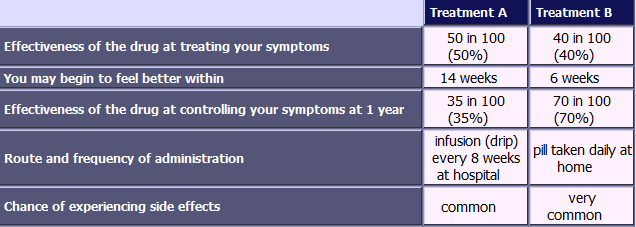 Treatment A Treatment B
Effectiveness of the drug at treating your symptoms 50 in 100 (50%) 40 in 100 (40%)
You may begin to feel better within 14 weeks 6 weeks
Effectiveness of the drug at controlling your symptoms at 1 year 35 in 100 (35%) 70 in 100 (70%)
Route and frequency of administration infusion (drip) every 8 weeks at hospital pill taken daily at home
Chance of experiencing side effects common very common